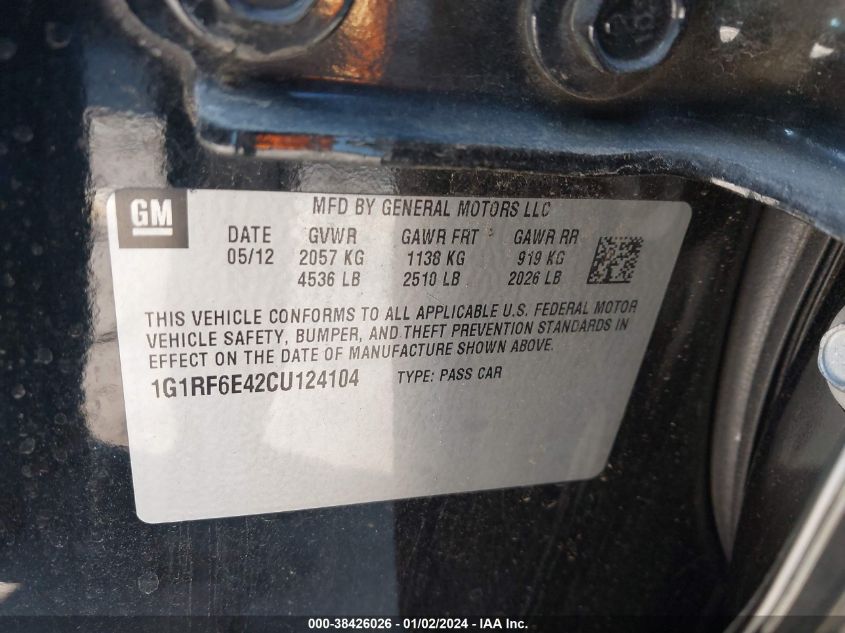 GM
MFD BY GENERAL MOTORS LLC
DATE GVWR GAWR FRT GAWR RR
05/12 2057 KG 1138 KG 919 KG
4536 LB 2510 LB 2026 LB
THIS VEHICLE CONFORMS TO ALL APPLICABLE U.S. FEDERAL MOTOR
VEHICLE SAFETY, BUMPER, AND THEFT PREVENTION STANDARDS IN
EFFECT ON THE DATE OF MANUFACTURE SHOWN ABOVE.
1G1RF6E42CU124104 TYPE: PASS CAR
000-38426026 - 01/02/2024 - IAA Inc.